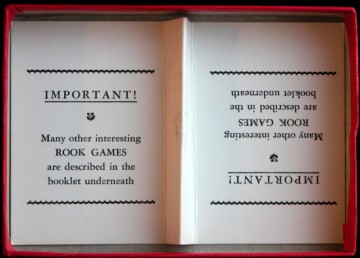 IMPORTANT!
Many other interesting
ROOK GAMES
are described in the
booklet underneath
IMPORTANT!
Many other interesting
ROOK GAMES
are described in the
booklet underneath